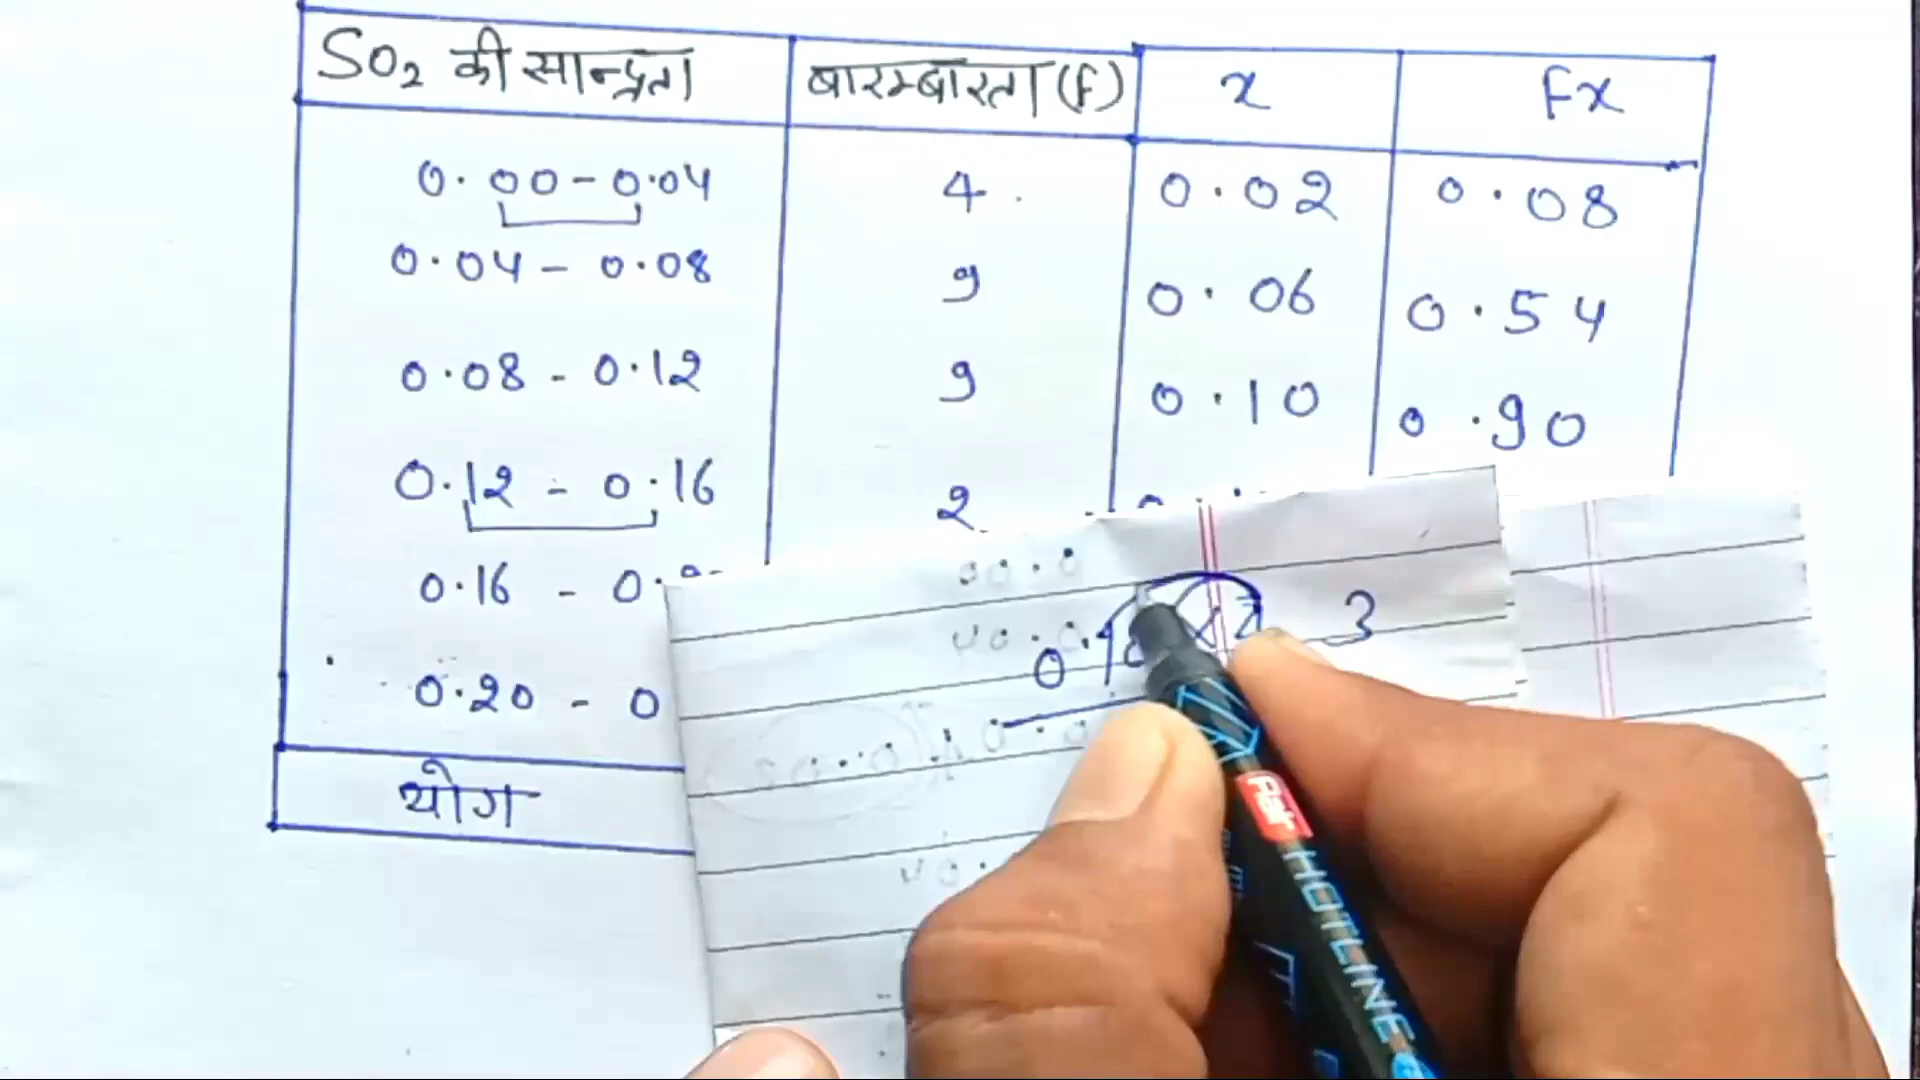 SO₂ की सान्द्रता बारम्बारता (f) x Fx
0.00 - 0.04 4 0.02 0.08
0.04 - 0.08 9 0.06 0.54
0.08 - 0.12 9 0.10 0.90
0.12 - 0.16 2
0.16 - 0.
0.20 - 0
योग
3
Flair HOTLINE